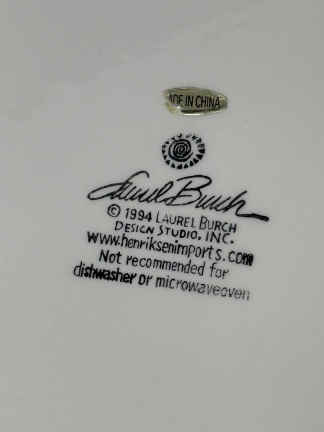 MADE IN CHINA
Laurel Burch
© 1994 LAUREL BURCH
DESIGN STUDIO, INC.
www.henriksenimports.com
Not recommended for
dishwasher or microwaveoven